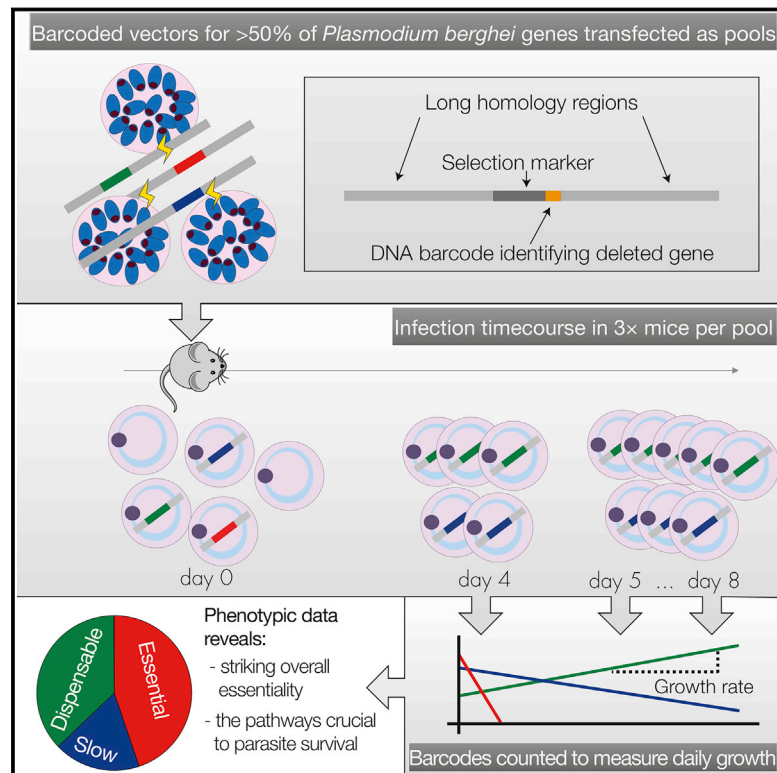 Barcoded vectors for >50% of Plasmodium berghei genes transfected as pools
Long homology regions
Selection marker
DNA barcode identifying deleted gene
Infection timecourse in 3× mice per pool
day 0
day 4
day 5 ... day 8
Dispensable
Essential
Slow
Phenotypic data
reveals:
- striking overall
essentiality
- the pathways crucial
to parasite survival
Growth rate
Barcodes counted to measure daily growth